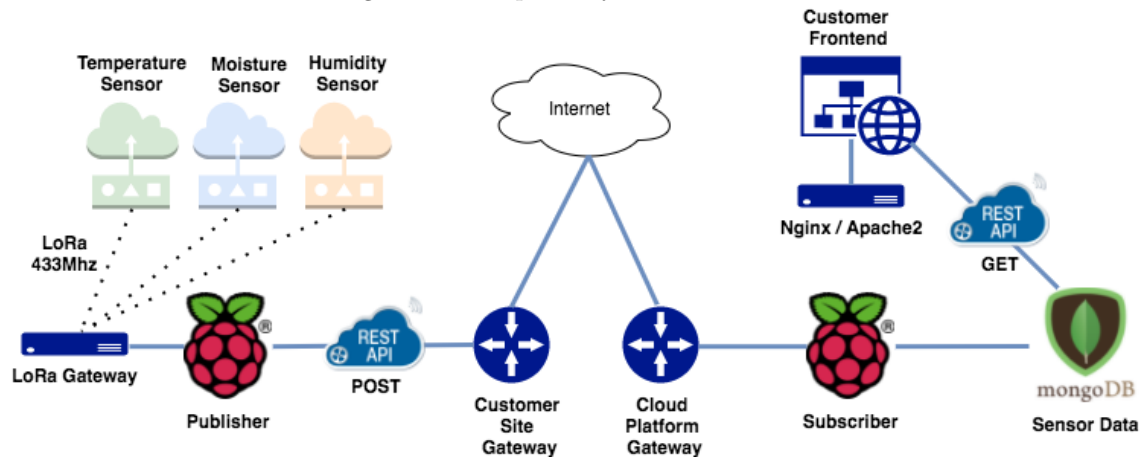 Customer
Frontend
Temperature
Sensor
Moisture
Sensor
Humidity
Sensor
Internet
LoRa
433Mhz
Nginx / Apache2
REST
API
GET
®
REST
API
POST
®
LoRa Gateway
Publisher
Customer
Site
Gateway
Cloud
Platform
Gateway
Subscriber
mongoDB
Sensor Data